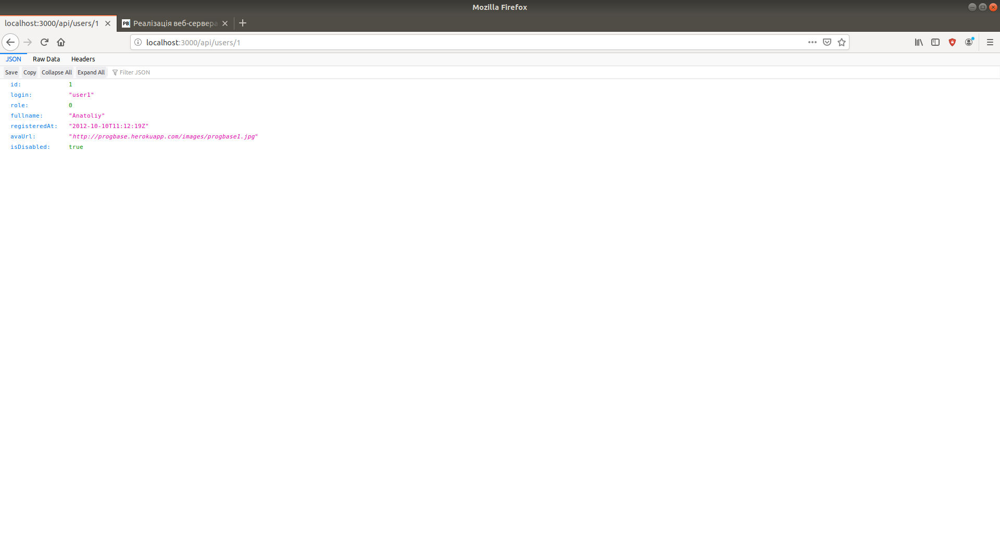 Mozilla Firefox
localhost:3000/api/users/1
PB Реалізація веб-сервера
localhost:3000/api/users/1
JSON Raw Data Headers
Save Copy Collapse All Expand All Filter JSON
id: 1
login: "user1"
role: 0
fullname: "Anatoliy"
registeredAt: "2012-10-10T11:12:19Z"
avaUrl: "http://progbase.herokuapp.com/images/progbase1.jpg"
isDisabled: true